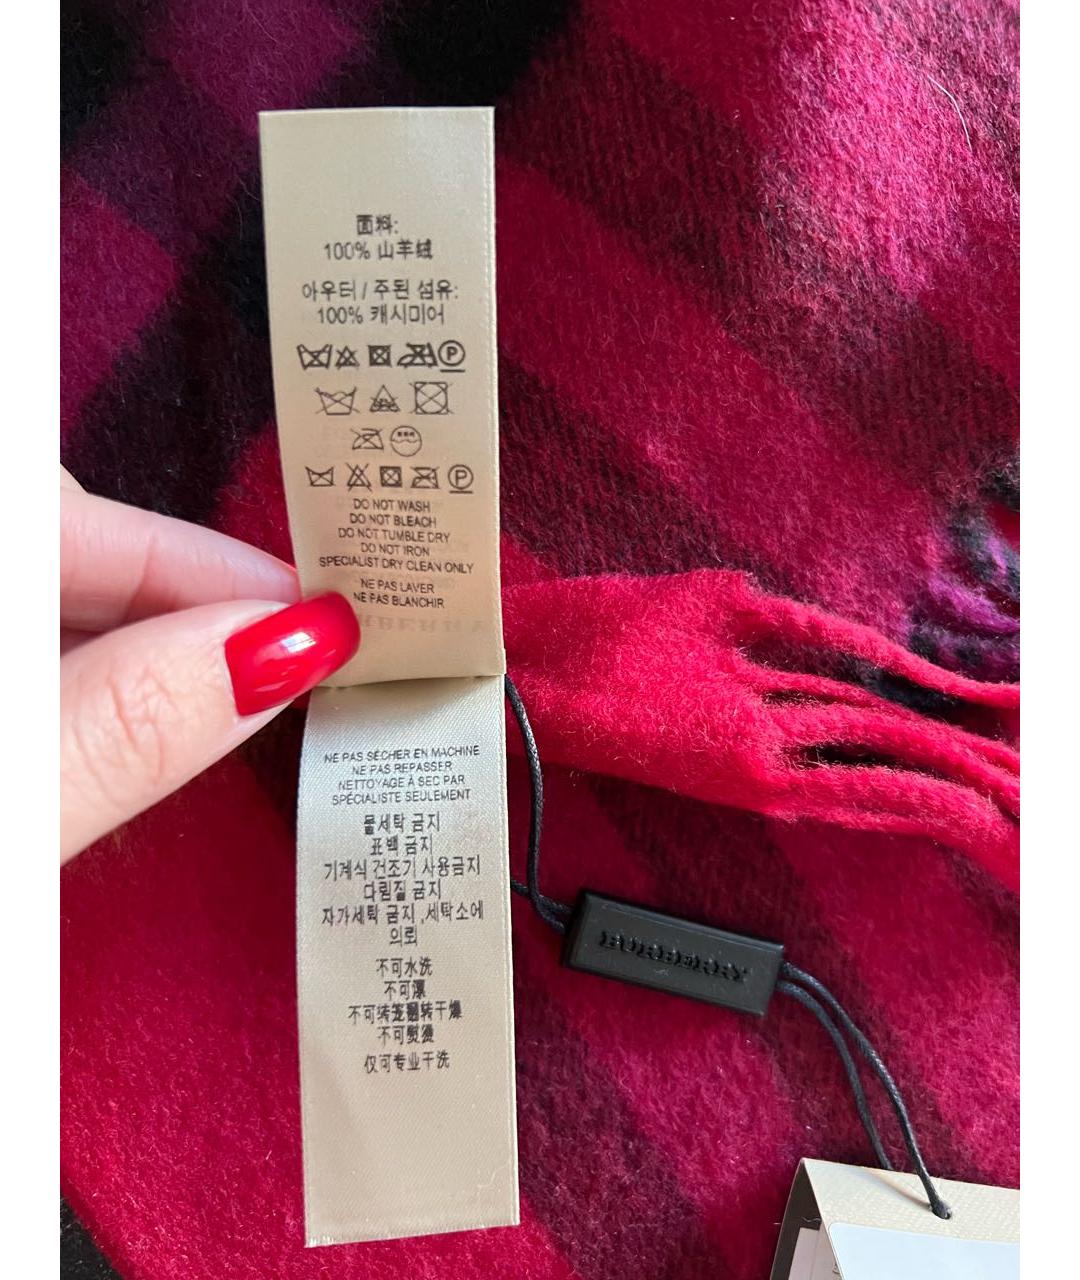 面料:
100% 山羊绒
아우터 / 주된 섬유:
100% 캐시미어
P
P
DO NOT WASH
DO NOT BLEACH
DO NOT TUMBLE DRY
DO NOT IRON
SPECIALIST DRY CLEAN ONLY
NE PAS LAVER
NE PAS BLANCHIR
NE PAS SÉCHER EN MACHINE
NE PAS REPASSER
NETTOYAGE À SEC PAR
SPÉCIALISTE SEULEMENT
물세탁 금지
표백 금지
기계식 건조기 사용금지
다림질 금지
자가세탁 금지 ,세탁소에
의뢰
不可水洗
不可漂
不可转笼翻转干燥
不可熨烫
仅可专业干洗
BURBERRY